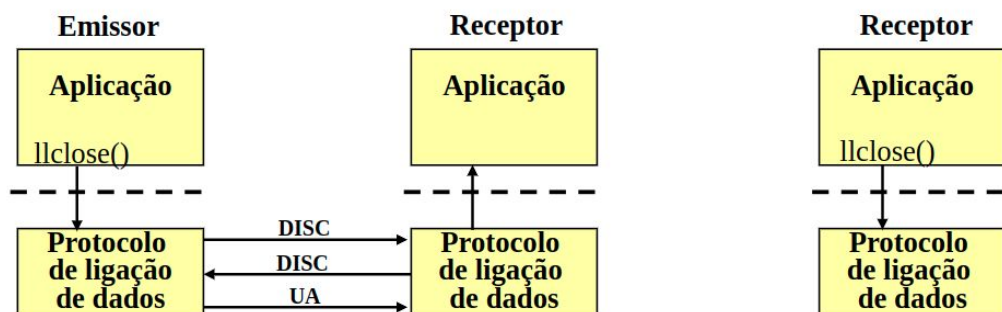 Emissor
Receptor
Receptor
Aplicação
Aplicação
Aplicação
llclose()
llclose()
DISC
DISC
UA
Protocolo
de ligação
de dados
Protocolo
de ligação
de dados
Protocolo
de ligação
de dados